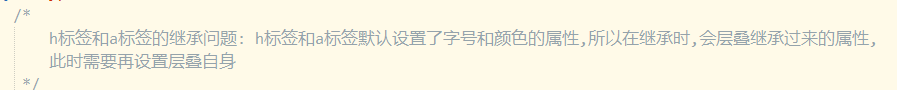 /*
h标签和a标签的继承问题: h标签和a标签默认设置了字号和颜色的属性,所以在继承时,会层叠继承过来的属性,
此时需要再设置层叠自身
*/